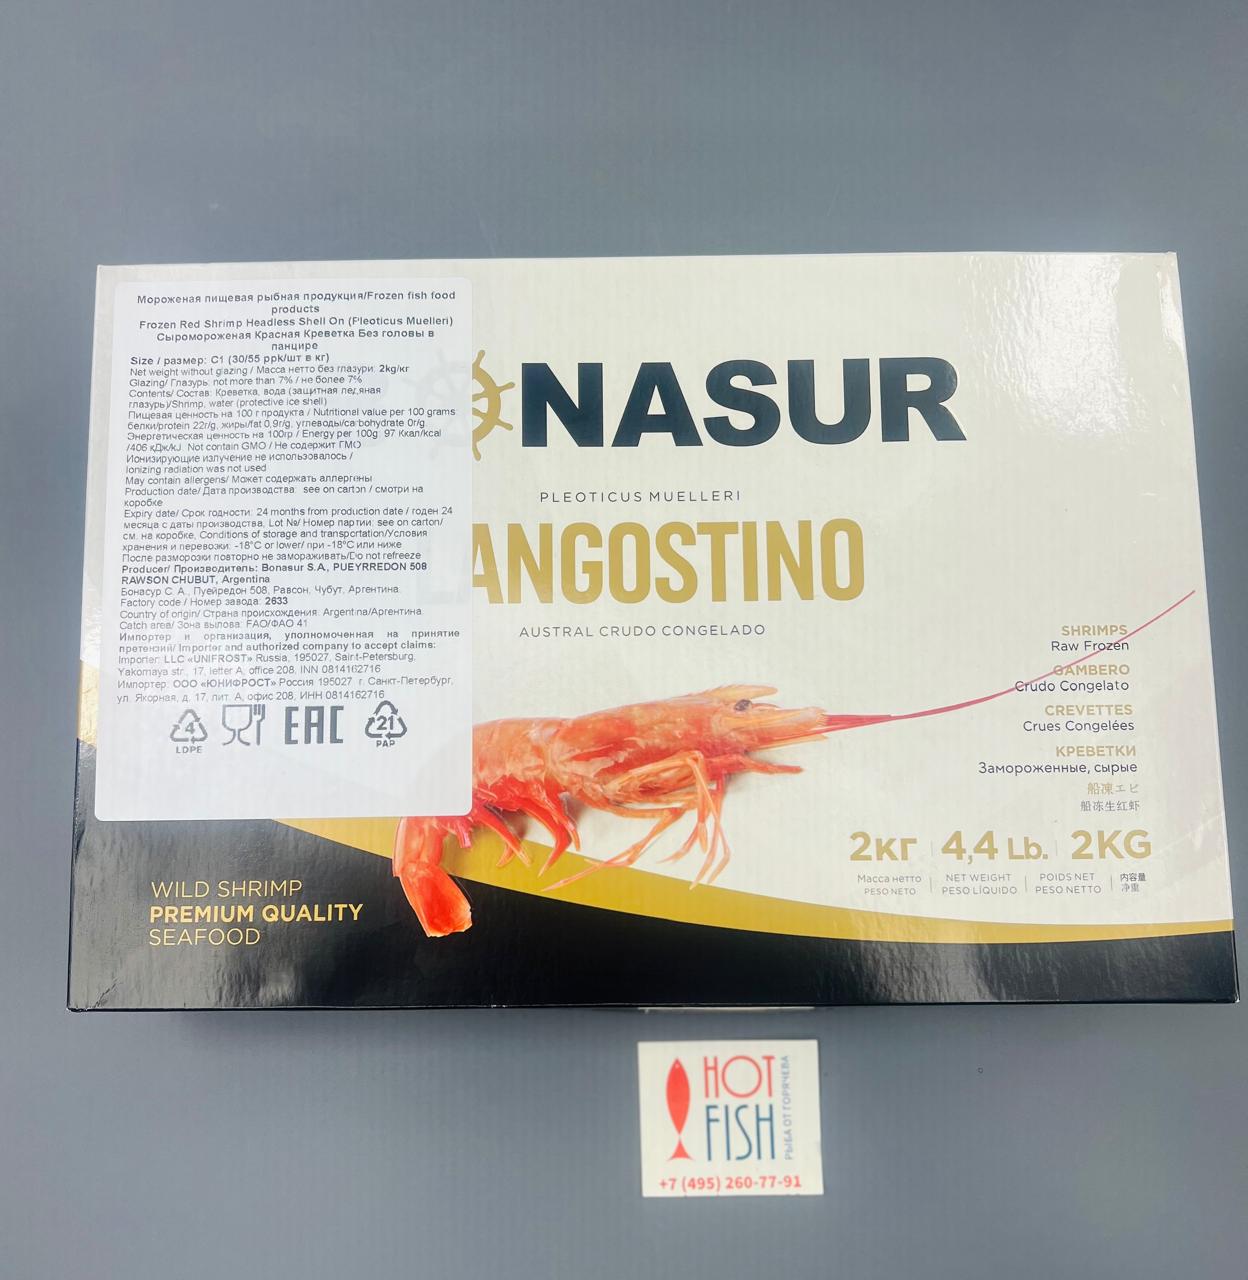 Мороженая пищевая рыбная продукция/Frozen fish food
products
Frozen Red Shrimp Headless Shell On (Pleoticus Muelleri)
Сыромороженая Красная Креветка Без головы в
панцире
Size / размер: C1 (30/55 ppk/шт в кг)
Net weight without glazing / Масса нетто без глазури: 2kg/кг
Glazing/ Глазурь: not more than 7% / не более 7%
Contents/ Состав: Креветка, вода (защитная ледяная
глазурь)/Shrimp, water (protective ice shell)
Пищевая ценность на 100 г продукта / Nutritional value per 100 grams:
белки/protein 22г/g, жиры/fat 0,9г/g, углеводы/carbohydrate 0г/g.
Энергетическая ценность на 100гр / Energy per 100g: 97 Ккал/kcal
/406 кДж/kJ. Not contain GMO / Не содержит ГМО
Ионизирующие излучение не использовалось /
Ionizing radiation was not used
May contain allergens/ Может содержать аллергены
Production date/ Дата производства: see on carton / смотри на
коробке
Expiry date/ Срок годности: 24 months from production date / годен 24
месяца с даты производства, Lot №/ Номер партии: see on carton/
см. на коробке, Conditions of storage and transportation/Условия
хранения и перевозки: -18°C or lower/ при -18°C или ниже
После разморозки повторно не замораживать/Do not refreeze
Producer/ Производитель: Bonasur S.A., PUEYRREDON 508
RAWSON CHUBUT, Argentina
Бонасур С. А., Пуейредон 508, Равсон, Чубут, Аргентина.
Factory code / Номер завода: 2633
Country of origin/ Страна происхождения: Argentina/Аргентина.
Catch area/ Зона вылова: FAO/ФАО 41
Импортер и организация, уполномоченная на принятие
претензий/ Importer and authorized company to accept claims:
Importer: LLC «UNIFROST» Russia, 195027, Saint-Petersburg,
Yakornaya str., 17, letter A, office 208, INN 0814162716
Импортер: ООО «ЮНИФРОСТ» Россия 195027 г. Санкт-Петербург,
ул. Якорная, д. 17, лит. А, офис 208, ИНН 0814162716
4
LDPE
EAC
21
PAP
NASUR
PLEOTICUS MUELLERI
LANGOSTINO
AUSTRAL CRUDO CONGELADO
SHRIMPS
Raw Frozen
GAMBERO
Crudo Congelato
CREVETTES
Crues Congelées
КРЕВЕТКИ
Замороженные, сырые
船凍エビ
船冻生红虾
2КГ 4,4 Lb. 2KG
Масса нетто NET WEIGHT POIDS NET 内容量
PESO NETO PESO LÍQUIDO PESO NETTO 净重
WILD SHRIMP
PREMIUM QUALITY
SEAFOOD
HOT
FISH
РЫБА ОТ ГОРЯЧЕВА
+7 (495) 260-77-91